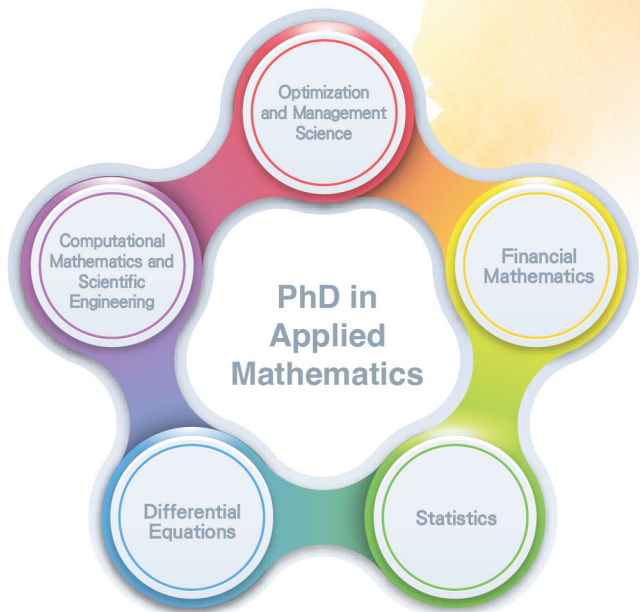 Optimization
and Management
Science
Computational
Mathematics and
Scientific
Engineering
Financial
Mathematics
PhD in
Applied
Mathematics
Differential
Equations
Statistics